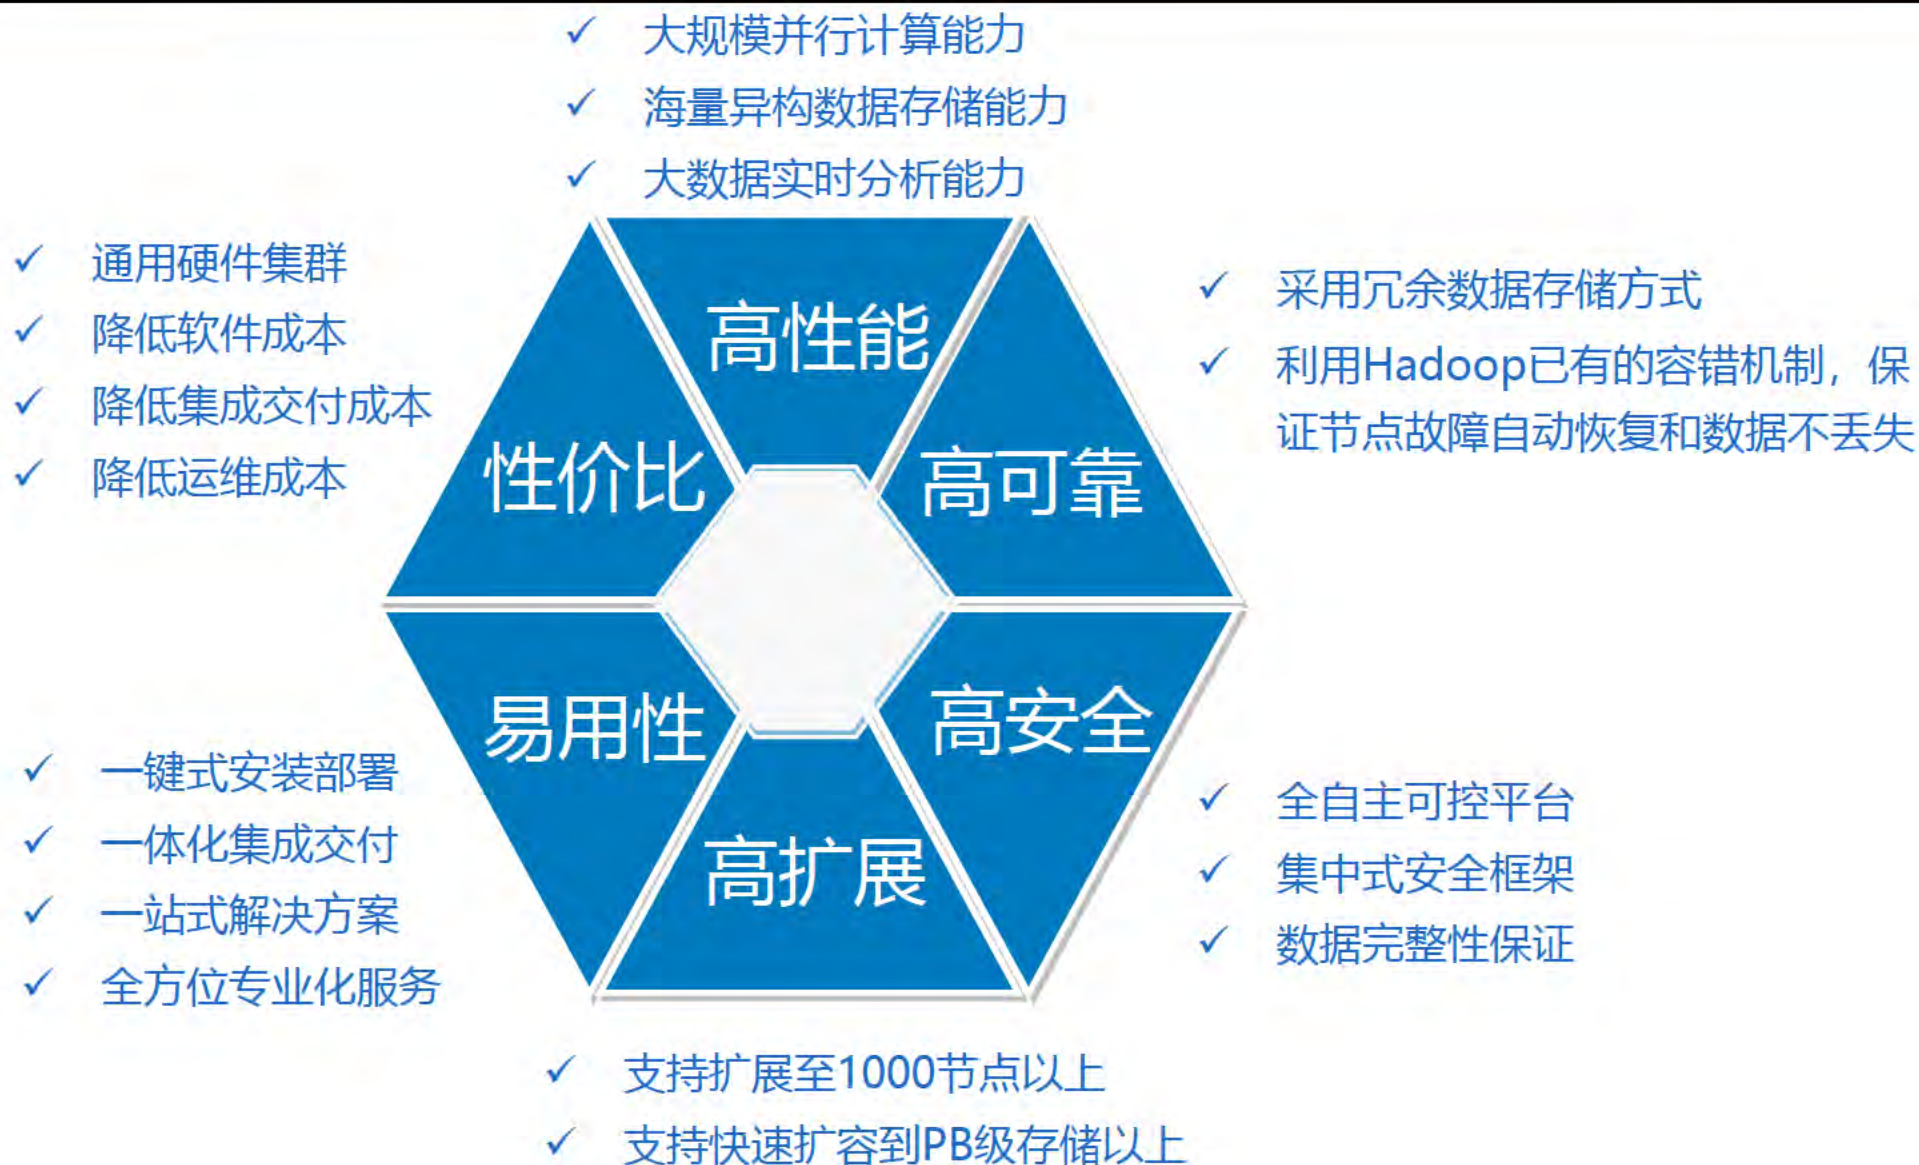 大规模并行计算能力
海量异构数据存储能力
大数据实时分析能力
通用硬件集群
降低软件成本
降低集成交付成本
降低运维成本
高性能
性价比
高可靠
采用冗余数据存储方式
利用Hadoop已有的容错机制，保
证节点故障自动恢复和数据不丢失
易用性
高安全
高扩展
一键式安装部署
一体化集成交付
一站式解决方案
全方位专业化服务
全自主可控平台
集中式安全框架
数据完整性保证
支持扩展至1000节点以上
支持快速扩容到PB级存储以上